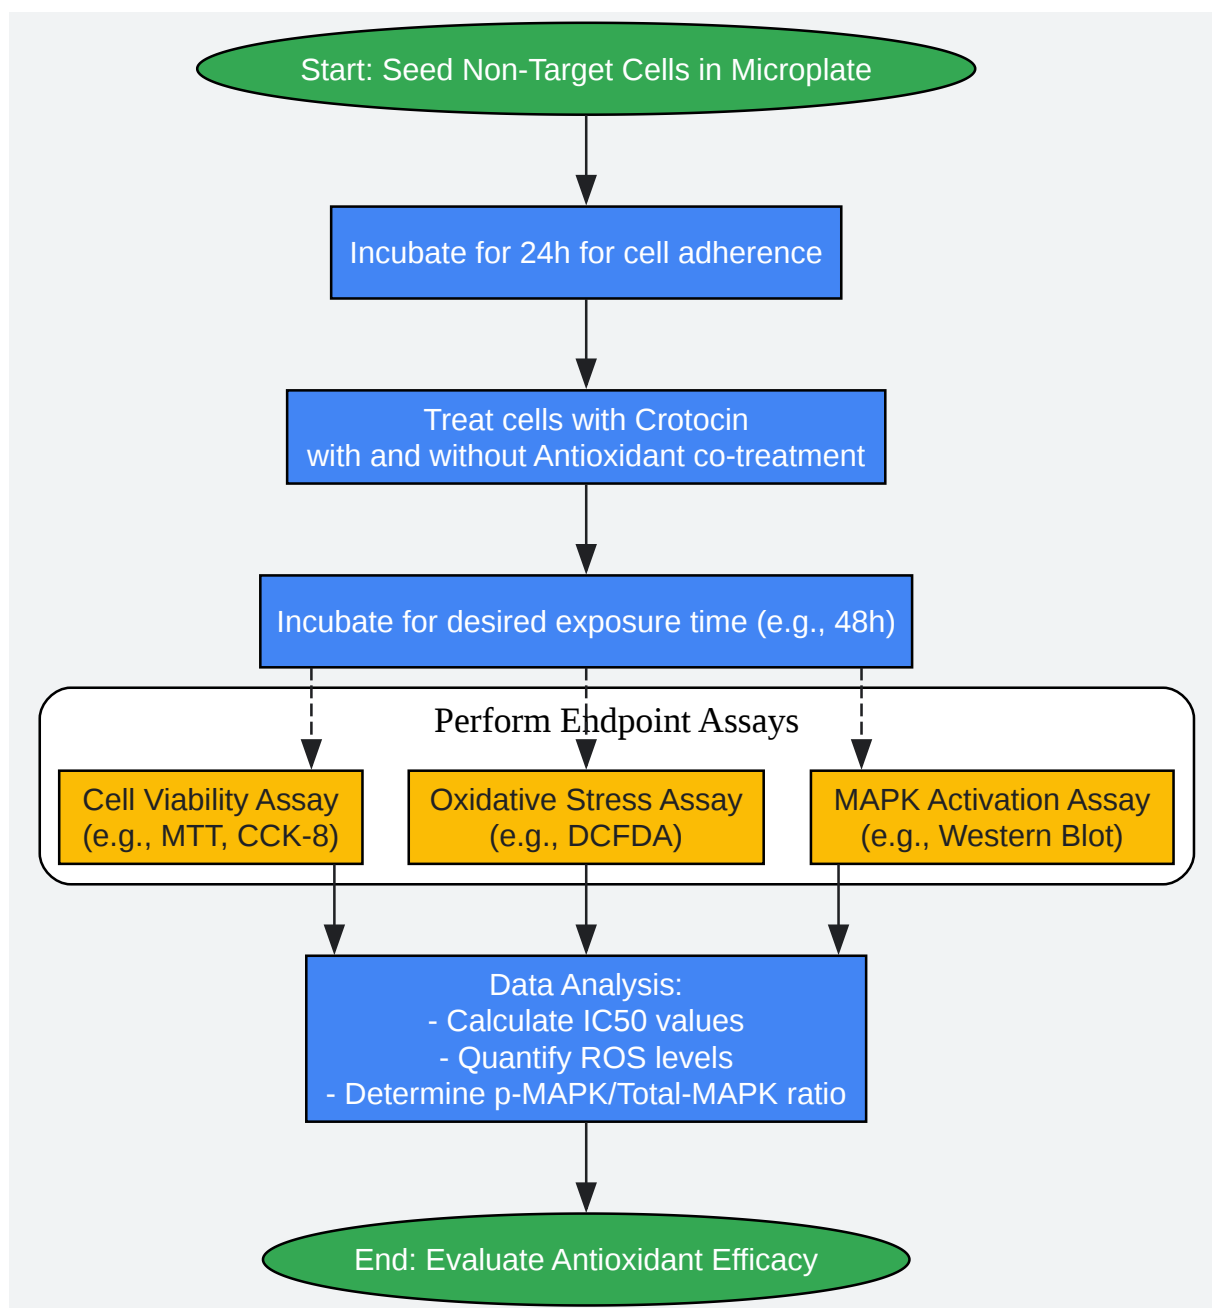 Start: Seed Non-Target Cells in Microplate
Incubate for 24h for cell adherence
Treat cells with Crotocin
with and without Antioxidant co-treatment
Incubate for desired exposure time (e.g., 48h)
Perform Endpoint Assays
Cell Viability Assay
(e.g., MTT, CCK-8)
Oxidative Stress Assay
(e.g., DCFDA)
MAPK Activation Assay
(e.g., Western Blot)
Data Analysis:
- Calculate IC50 values
- Quantify ROS levels
- Determine p-MAPK/Total-MAPK ratio
End: Evaluate Antioxidant Efficacy